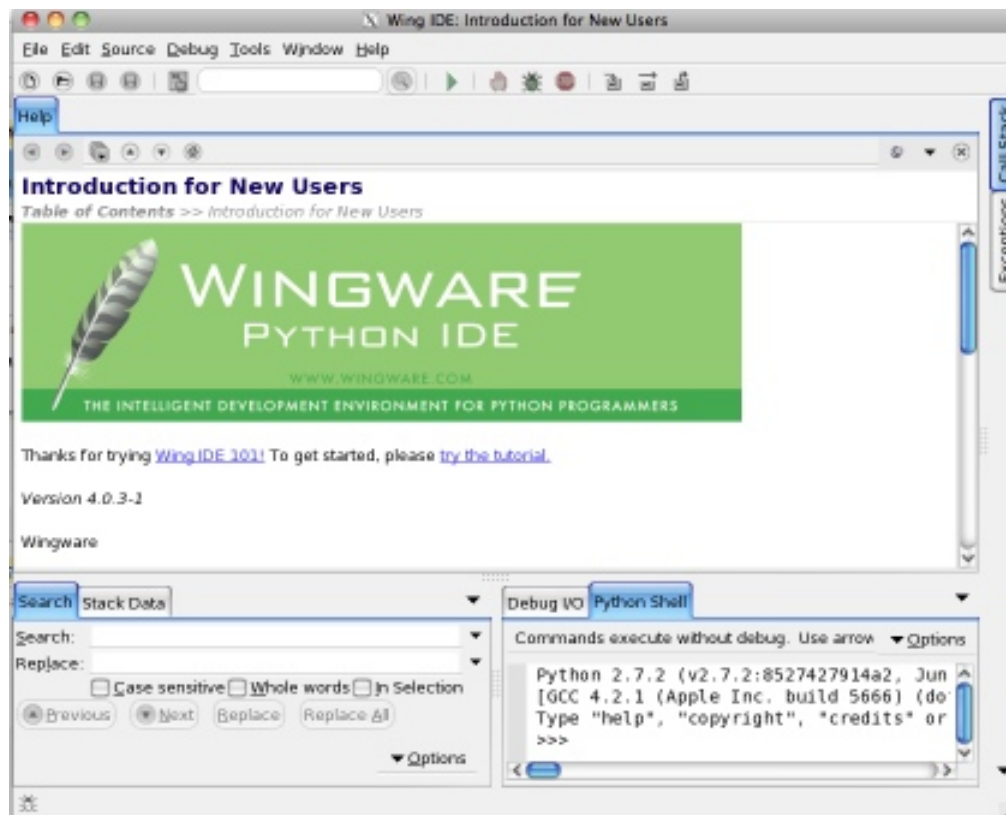 Wing IDE: Introduction for New Users
File Edit Source Debug Tools Window Help
Help
Call Stack
Exceptions
Introduction for New Users
Table of Contents >> Introduction for New Users
WINGWARE
PYTHON IDE
WWW.WINGWARE.COM
THE INTELLIGENT DEVELOPMENT ENVIRONMENT FOR PYTHON PROGRAMMERS
Thanks for trying Wing IDE 101! To get started, please try the tutorial.
Version 4.0.3-1
Wingware
Search Stack Data
Search:
Replace:
Case sensitive Whole words In Selection
Previous Next Replace Replace All
Options
Debug I/O Python Shell
Commands execute without debug. Use arrow Options
Python 2.7.2 (v2.7.2:8527427914a2, Jun
[GCC 4.2.1 (Apple Inc. build 5666) (do
Type "help", "copyright", "credits" or
>>>